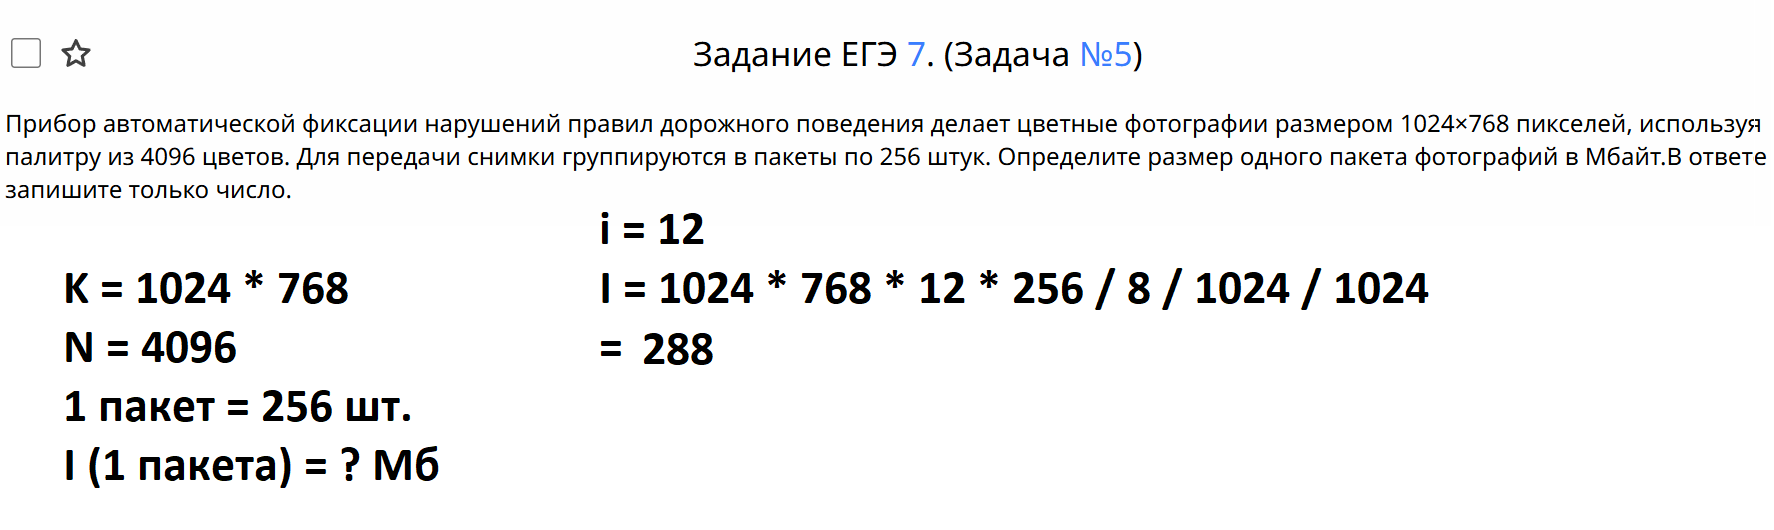 Задание ЕГЭ 7. (Задача №5)
Прибор автоматической фиксации нарушений правил дорожного поведения делает цветные фотографии размером 1024×768 пикселей, используя
палитру из 4096 цветов. Для передачи снимки группируются в пакеты по 256 штук. Определите размер одного пакета фотографий в Мбайт.В ответе
запишите только число.
K = 1024 * 768
N = 4096
1 пакет = 256 шт.
I (1 пакета) = ? Мб
i = 12
I = 1024 * 768 * 12 * 256 / 8 / 1024 / 1024
= 288